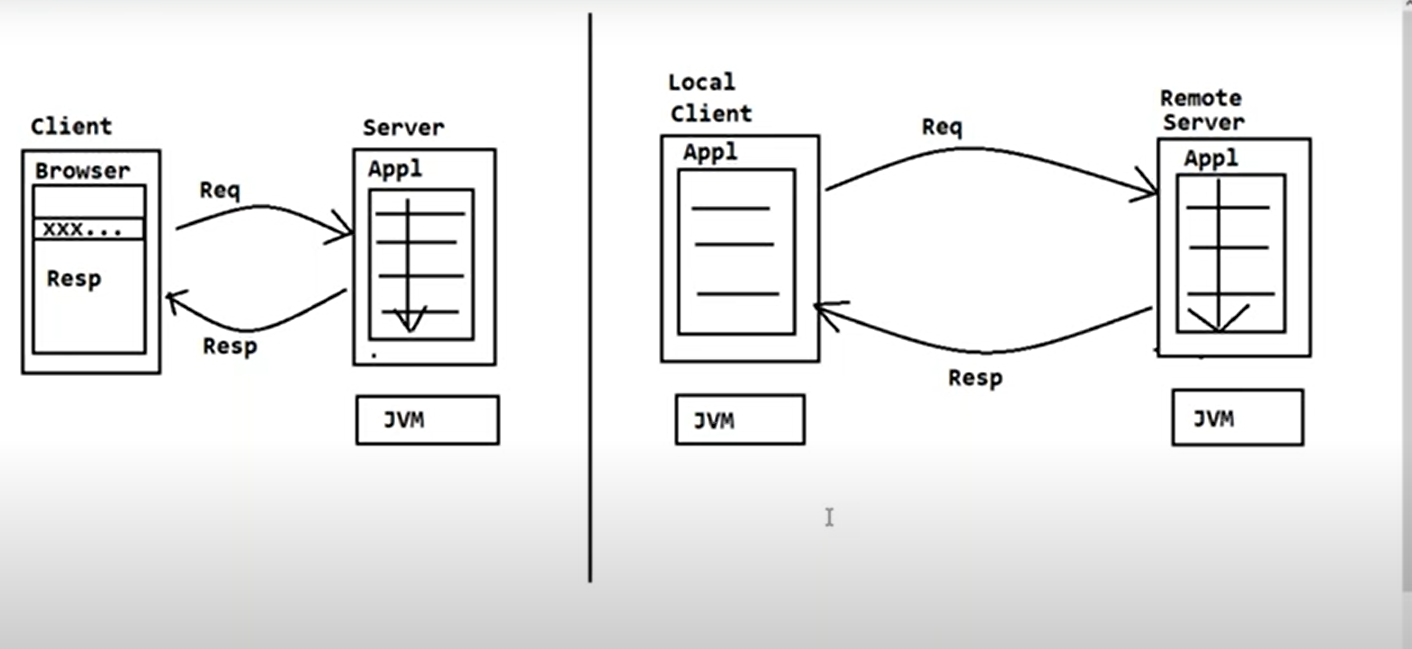 Client
Browser
xxx...
Resp
Req
Resp
Server
Appl
JVM
Local
Client
Appl
JVM
Req
Resp
Remote
Server
Appl
JVM